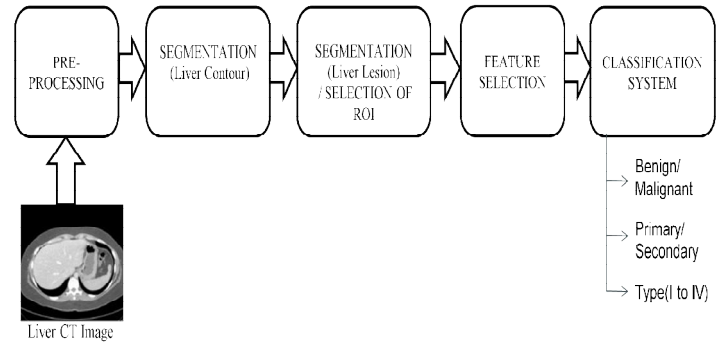 PRE-
PROCESSING
SEGMENTATION
(Liver Contour)
SEGMENTATION
(Liver Lesion)
/ SELECTION OF
ROI
FEATURE
SELECTION
CLASSIFICATION
SYSTEM
Benign/
Malignant
Primary/
Secondary
Type(I to IV)
Liver CT Image